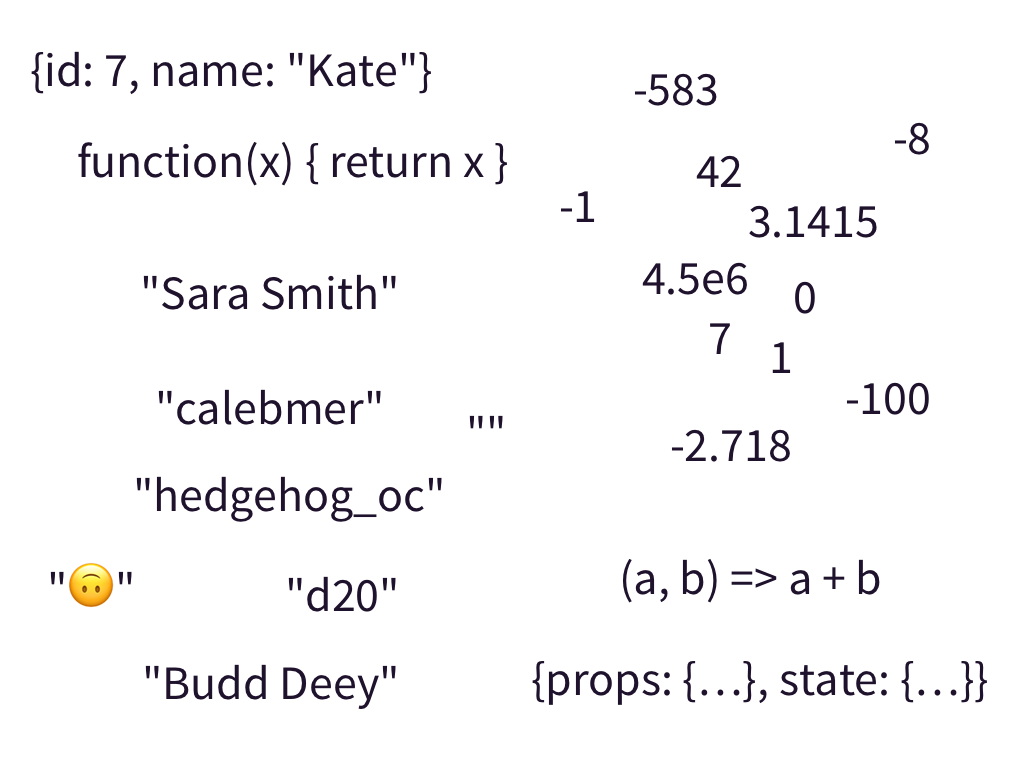 {id: 7, name: "Kate"}
-583
-8
function(x) { return x }
42
-1
3.1415
4.5e6
"Sara Smith"
0
7
1
-100
"calebmer"
""
-2.718
"hedgehog_oc"
(a, b) => a + b
"🙃"
"d20"
"Budd Deey"
{props: {…}, state: {…}}